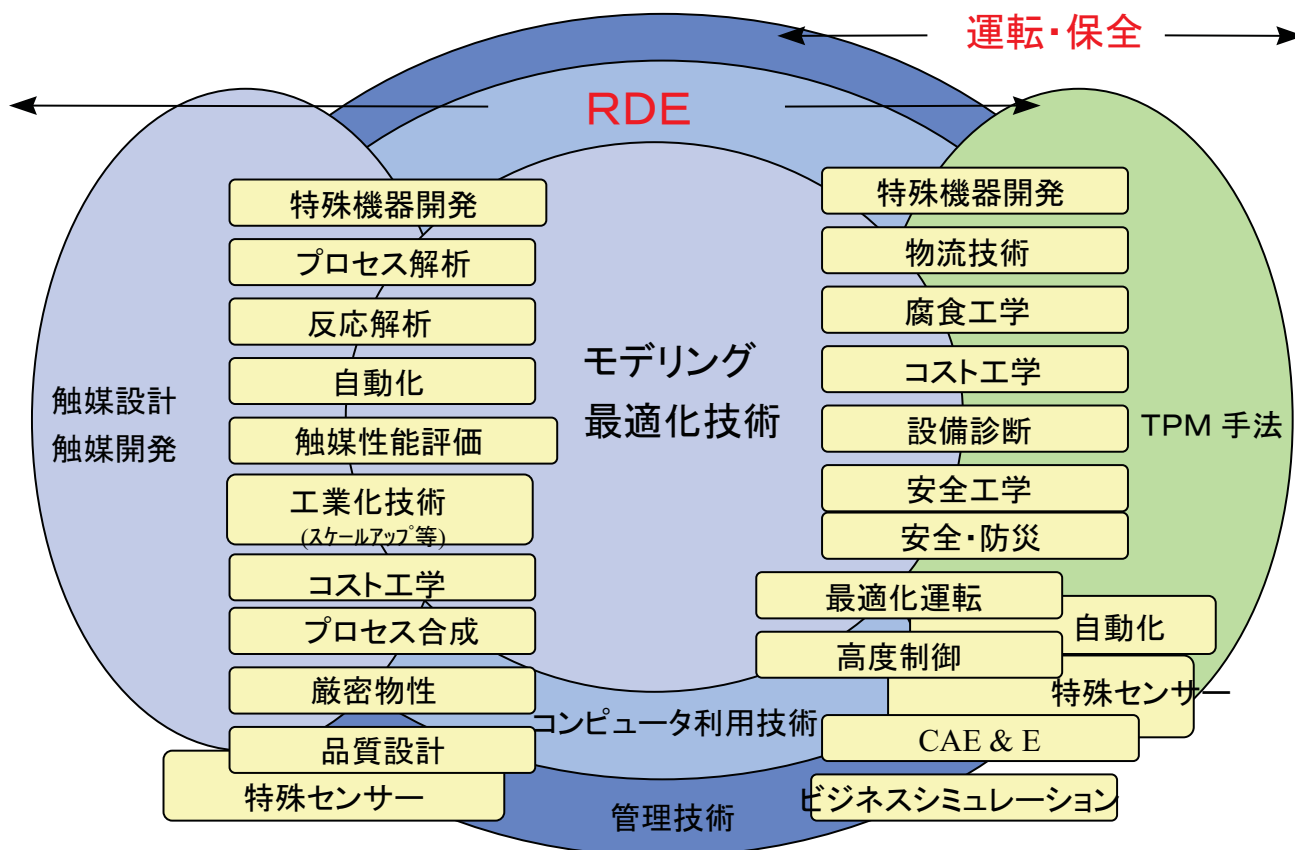 運転・保全
RDE
特殊機器開発
プロセス解析
反応解析
自動化
触媒性能評価
工業化技術
(スケールアップ等)
コスト工学
プロセス合成
厳密物性
品質設計
特殊センサー
触媒設計
触媒開発
モデリング
最適化技術
コンピュータ利用技術
管理技術
特殊機器開発
物流技術
腐食工学
コスト工学
設備診断
安全工学
安全・防災
最適化運転
自動化
高度制御
特殊センサー
CAE & E
ビジネスシミュレーション
TPM 手法